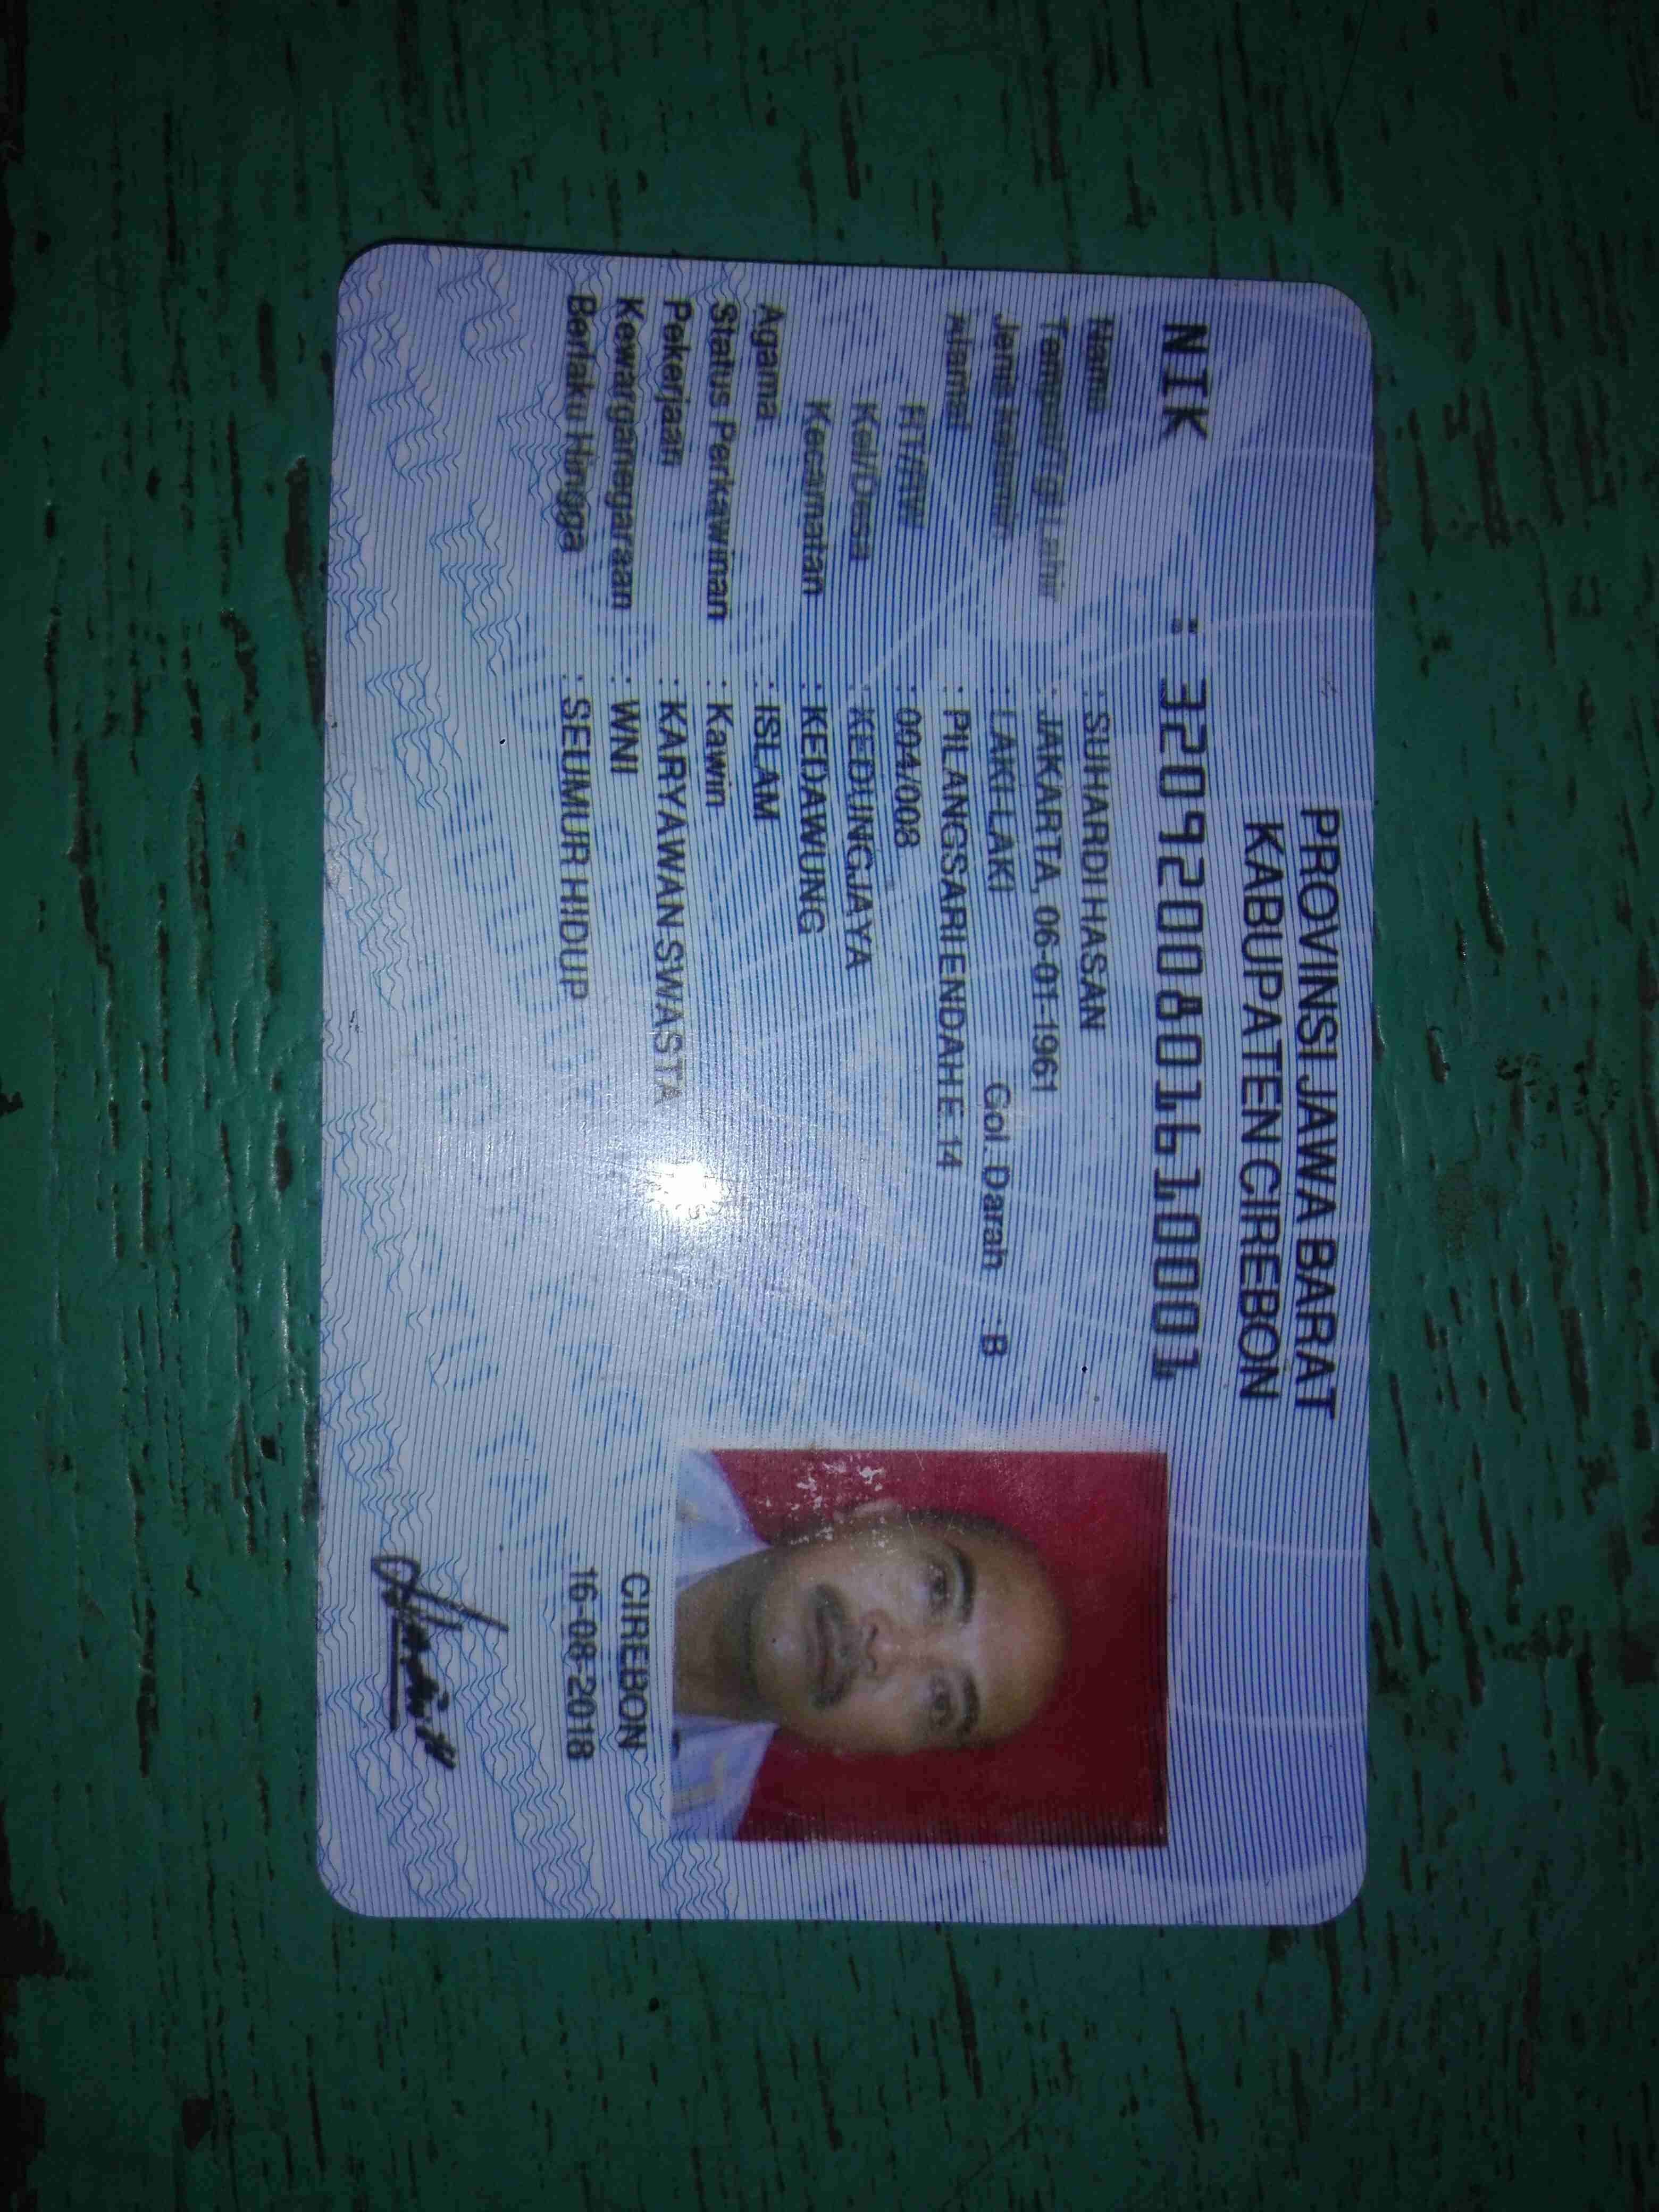 PROVINSI JAWA BARAT
KABUPATEN CIREBON
NIK : 3209200801610001
Nama : SUHARDI HASAN
Tempat/Tgl Lahir : JAKARTA, 06-01-1961
Jenis Kelamin : LAKI-LAKI Gol. Darah : B
Alamat : PILANGSARI ENDAH E.14
RT/RW : 004/008
Kel/Desa : KEDUNGJAYA
Kecamatan : KEDAWUNG
Agama : ISLAM
Status Perkawinan : Kawin
Pekerjaan : KARYAWAN SWASTA
Kewarganegaraan : WNI
Berlaku Hingga : SEUMUR HIDUP
CIREBON
16-08-2018